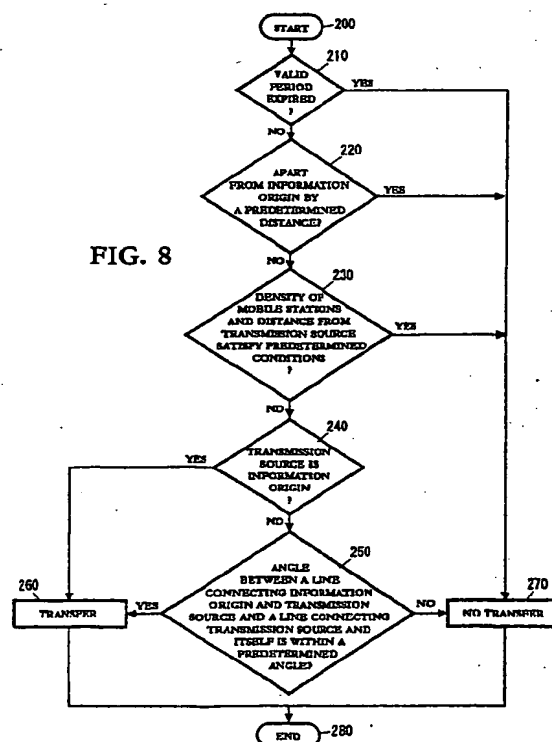 START
200
210
VALID
PERIOD
EXPIRED
?
YES
NO
220
APART
FROM INFORMATION
ORIGIN BY
A PREDETERMINED
DISTANCE?
YES
NO
FIG. 8
230
DENSITY OF
MOBILE STATIONS
AND DISTANCE FROM
TRANSMISSION SOURCE
SATISFY PREDETERMINED
CONDITIONS
?
YES
NO
240
YES
TRANSMISSION
SOURCE IS
INFORMATION
ORIGIN
?
NO
250
ANGLE
BETWEEN A LINE
CONNECTING INFORMATION
ORIGIN AND TRANSMISSION
SOURCE AND A LINE CONNECTING
TRANSMISSION SOURCE AND
ITSELF IS WITHIN A
PREDETERMINED
ANGLE?
260
TRANSFER
YES
NO
270
NO TRANSFER
END
280